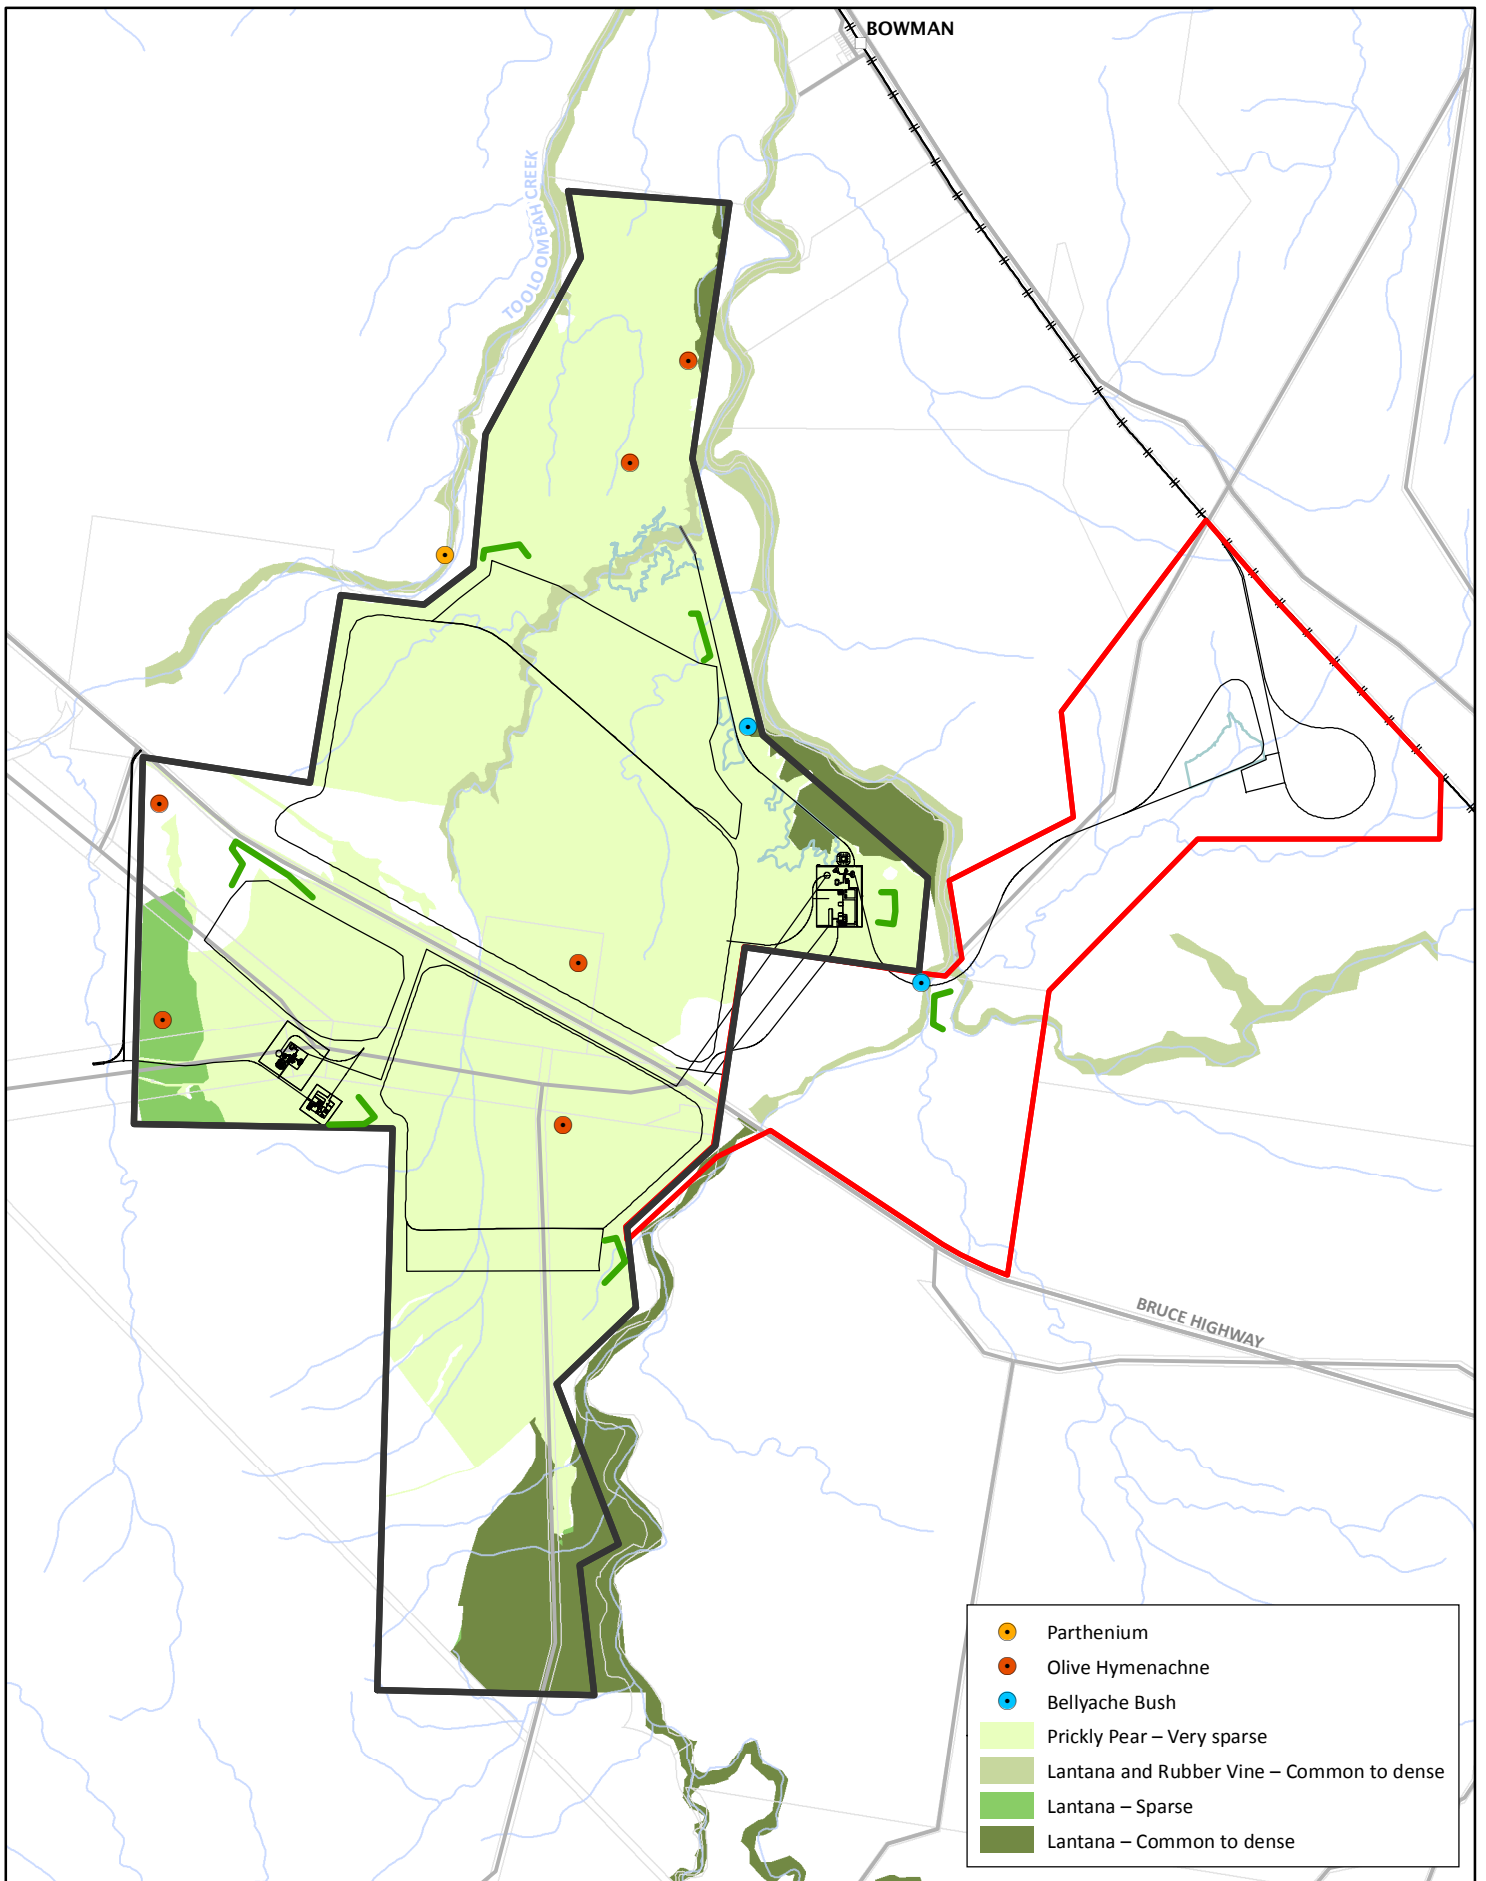 BOWMAN
TOOLOOMBAH CREEK
BRUCE HIGHWAY
Parthenium
Olive Hymenachne
Bellyache Bush
Prickly Pear – Very sparse
Lantana and Rubber Vine – Common to dense
Lantana – Sparse
Lantana – Common to dense